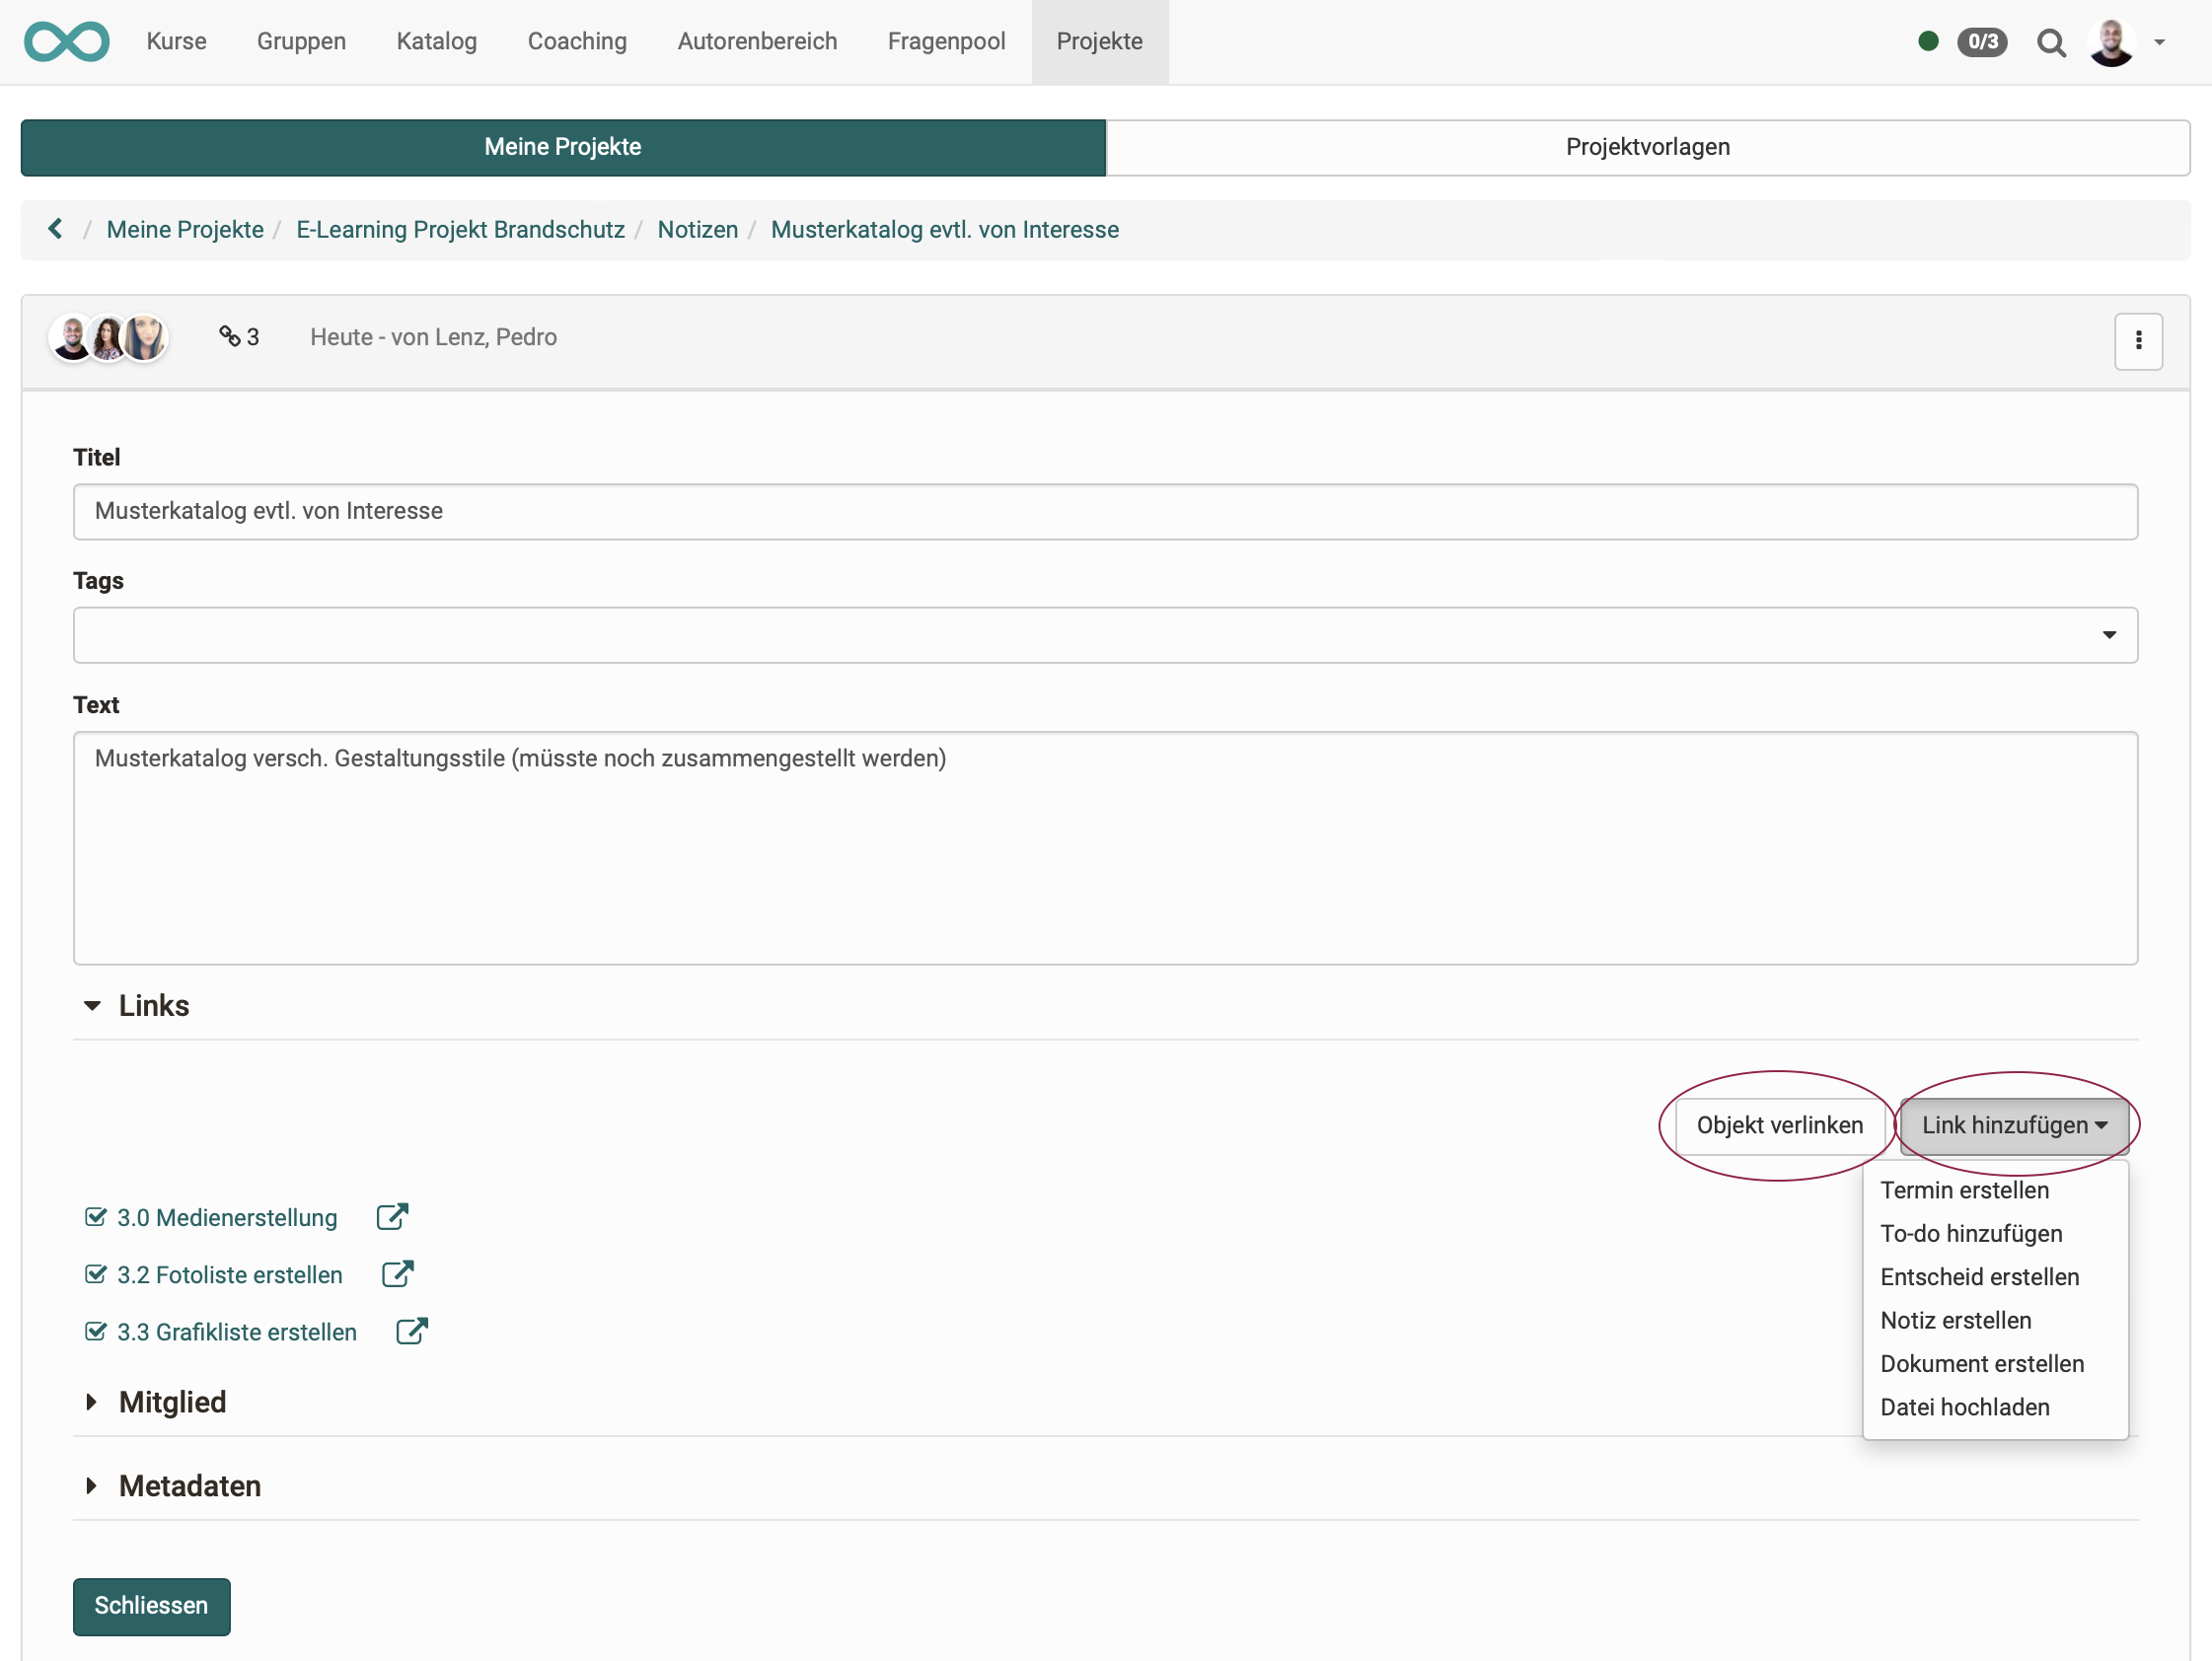 Kurse Gruppen Katalog Coaching Autorenbereich Fragenpool Projekte 0/3
Meine Projekte Projektvorlagen
/ Meine Projekte / E-Learning Projekt Brandschutz / Notizen / Musterkatalog evtl. von Interesse
3 Heute - von Lenz, Pedro
Titel
Musterkatalog evtl. von Interesse
Tags
Text
Musterkatalog versch. Gestaltungsstile (müsste noch zusammengestellt werden)
Links
Objekt verlinken Link hinzufügen
Termin erstellen
To-do hinzufügen
Entscheid erstellen
Notiz erstellen
Dokument erstellen
Datei hochladen
3.0 Medienerstellung
3.2 Fotoliste erstellen
3.3 Grafikliste erstellen
Mitglied
Metadaten
Schliessen